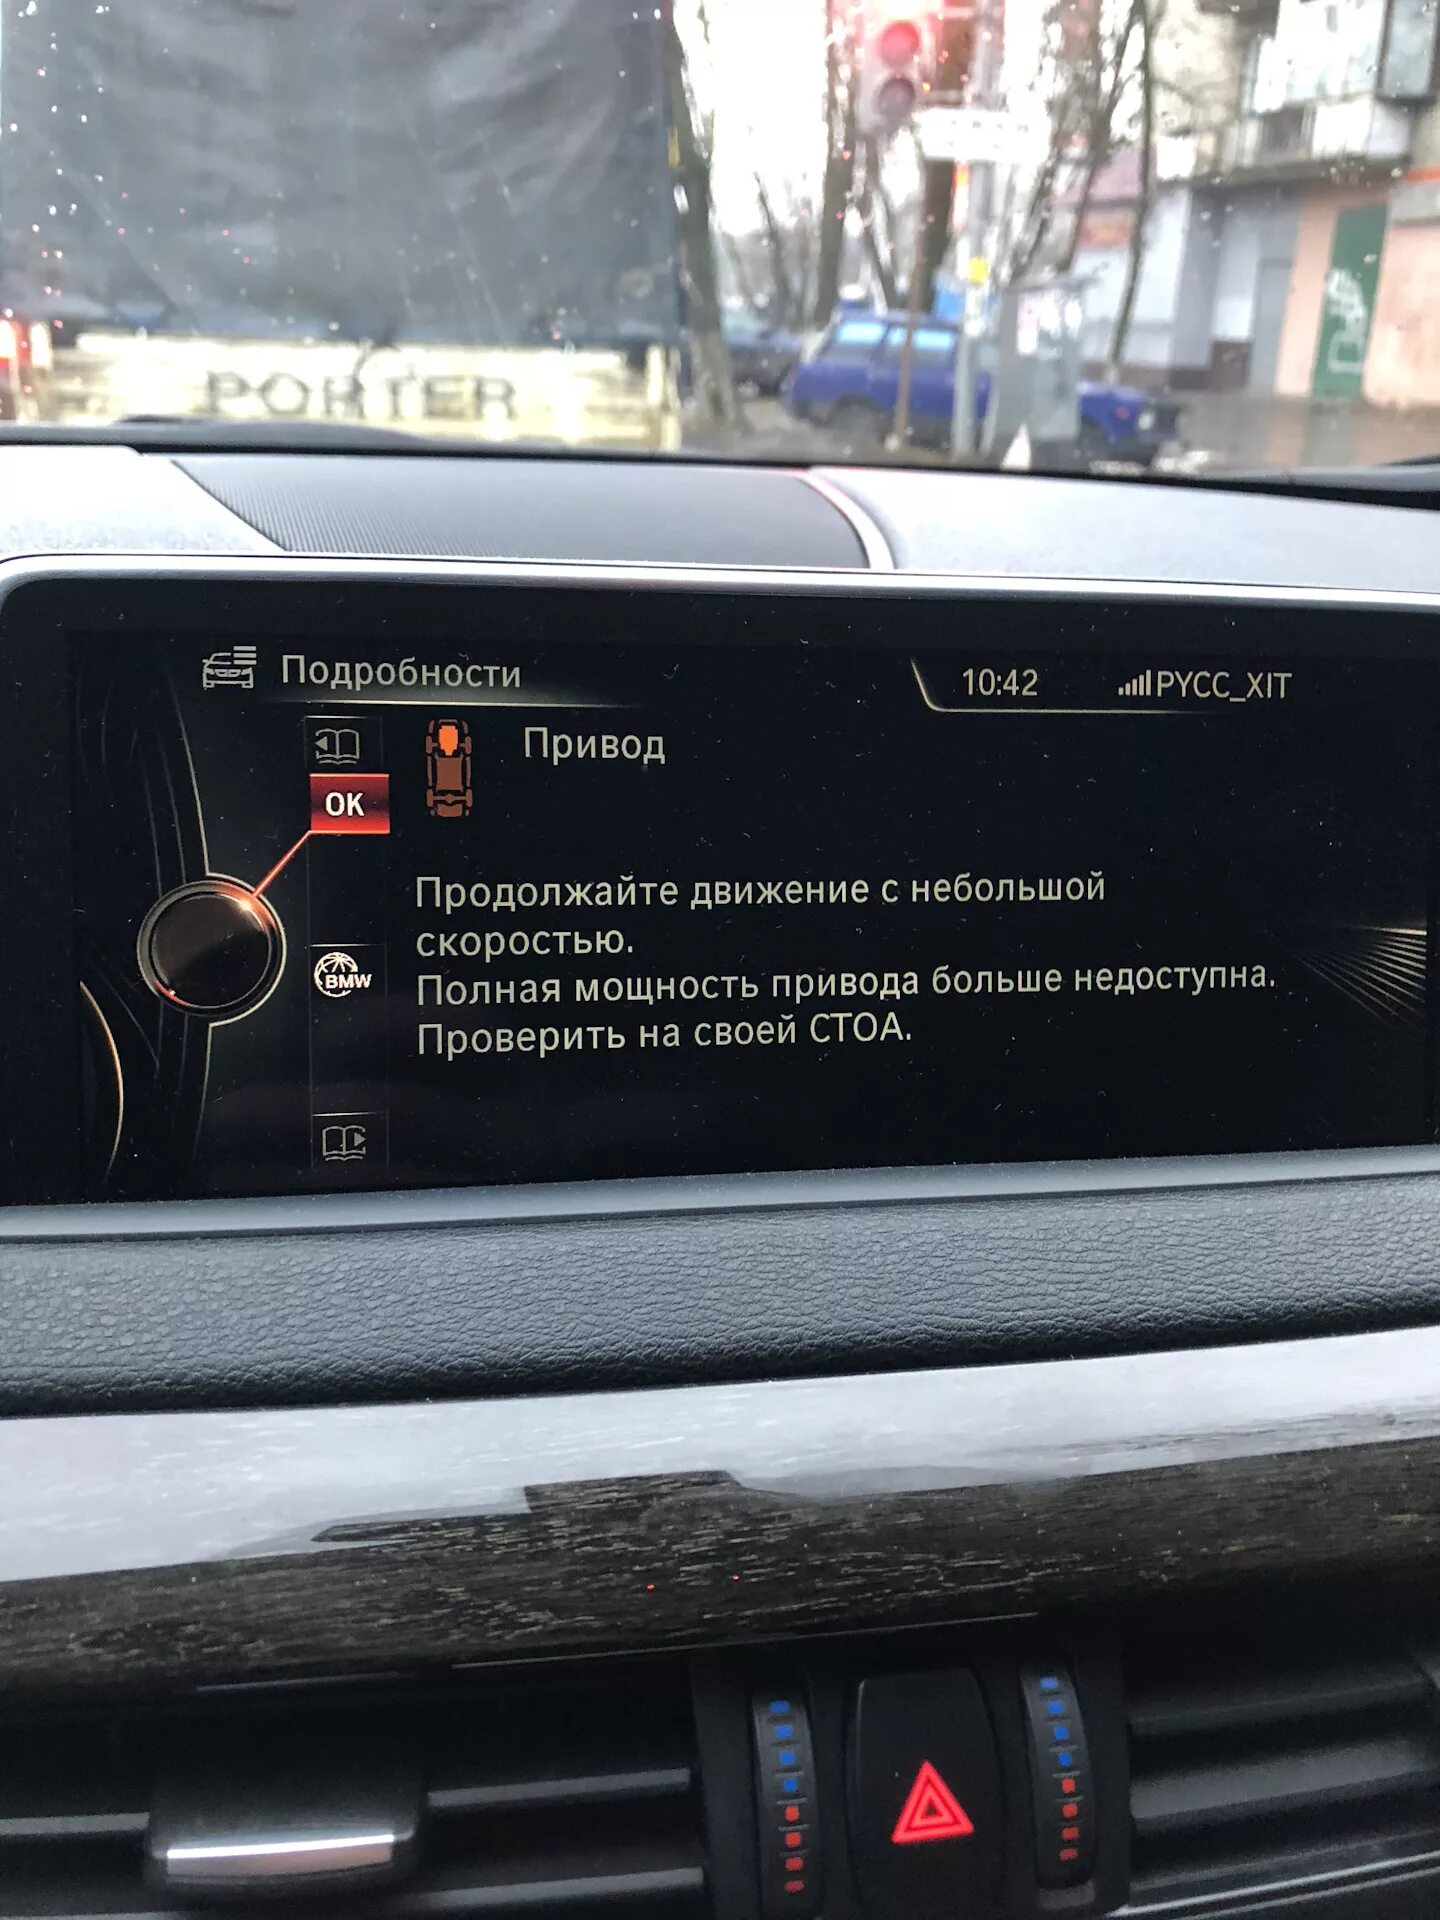 PORTER
Подробности
10:42
РУСС_ХІТ
Привод
OK
Продолжайте движение с небольшой
скоростью.
BMW
Полная мощность привода больше недоступна.
Проверить на своей СТОА.